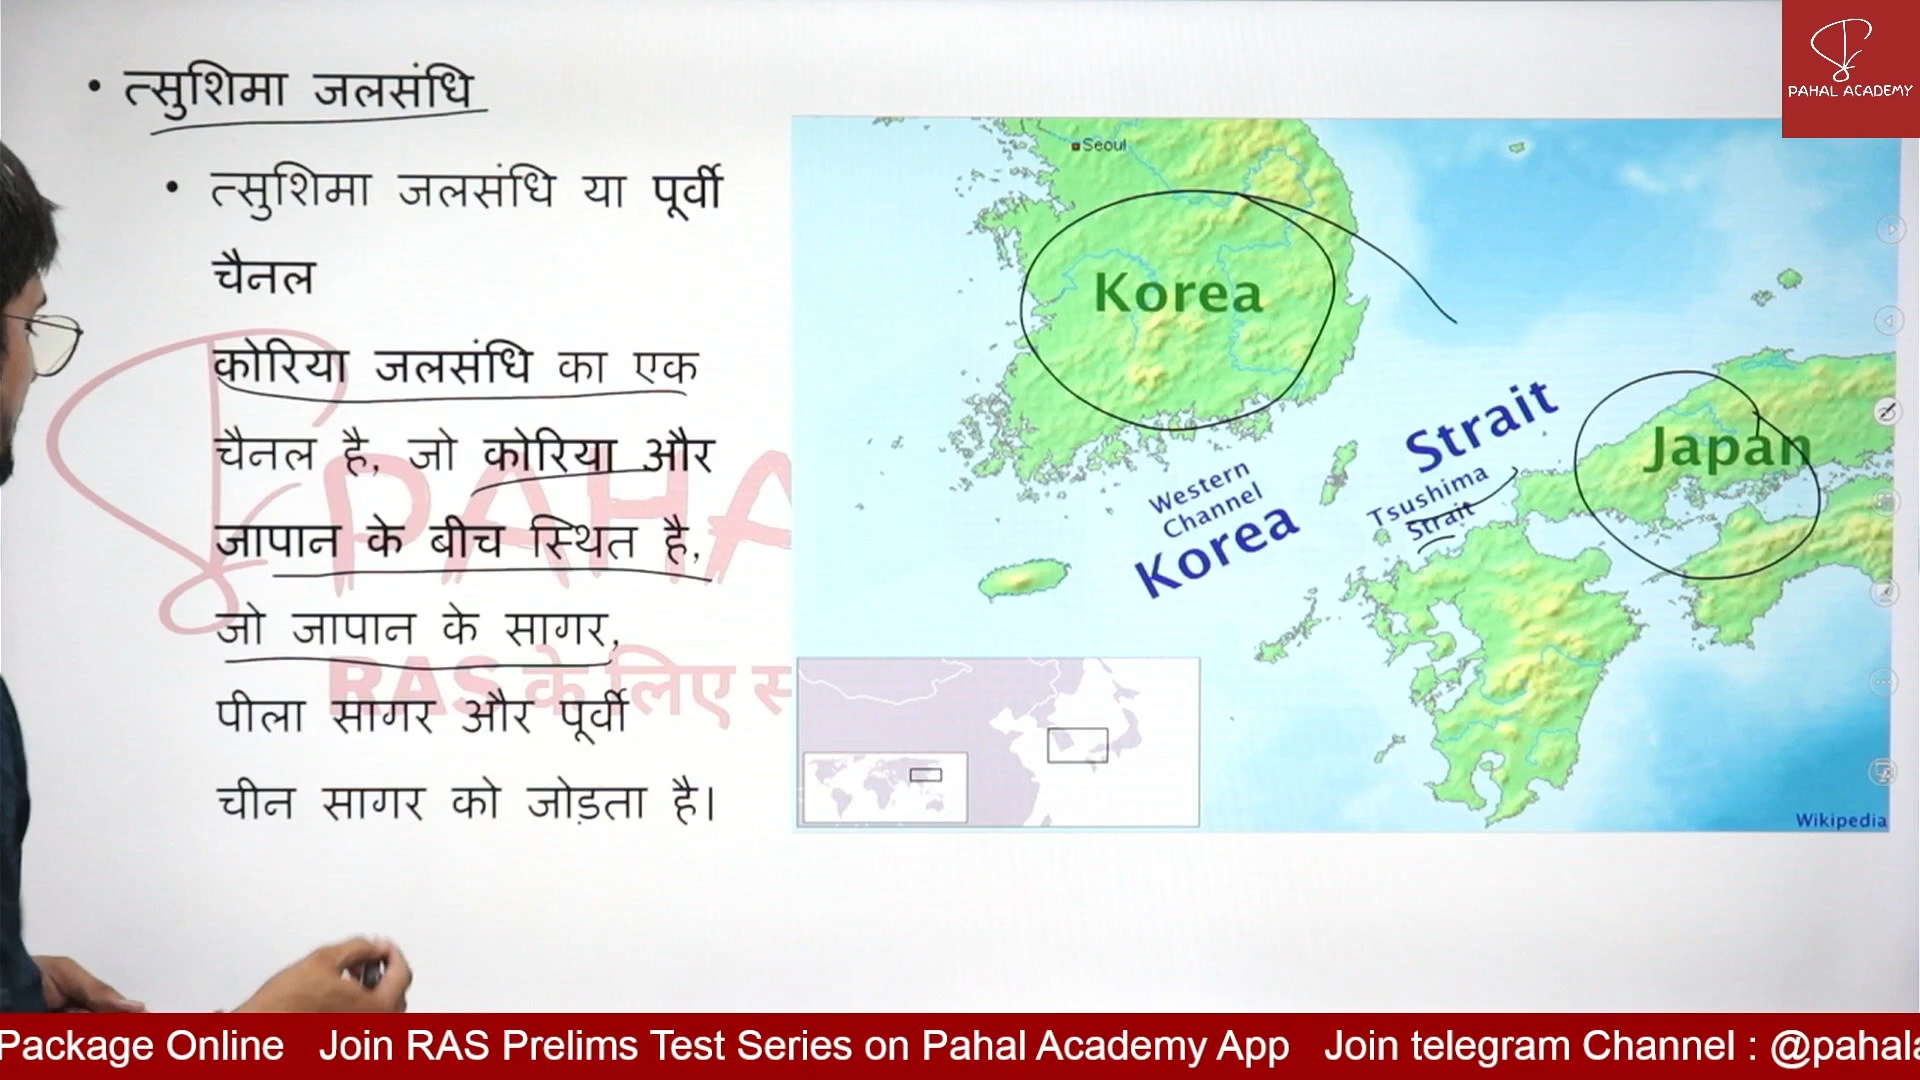 PAHAL ACADEMY
• त्सुशिमा जलसंधि
• त्सुशिमा जलसंधि या पूर्वी
चैनल
कोरिया जलसंधि का एक
चैनल है, जो कोरिया और
जापान के बीच स्थित है,
जो जापान के सागर,
पीला सागर और पूर्वी
चीन सागर को जोड़ता है।
PAHA
RAS के लिए स
Seoul
Korea
Strait
Japan
Tsushima
Strait
Western
Channel
Korea
Wikipedia
Package Online Join RAS Prelims Test Series on Pahal Academy App Join telegram Channel : @pahala